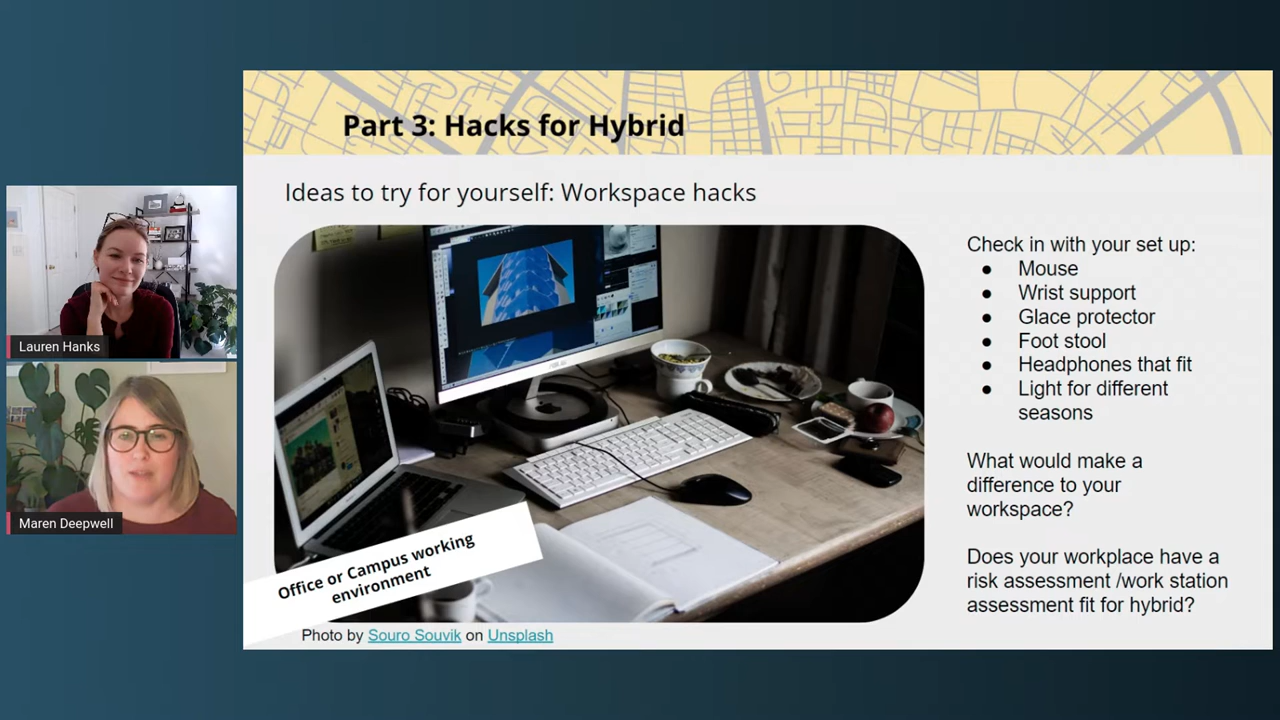 Part 3: Hacks for Hybrid
Ideas to try for yourself: Workspace hacks
Lauren Hanks
Maren Deepwell
Office or Campus working
environment
Photo by Souro Souvik on Unsplash
Check in with your set up:
● Mouse
● Wrist support
● Glace protector
● Foot stool
● Headphones that fit
● Light for different
seasons
What would make a
difference to your
workspace?
Does your workplace have a
risk assessment /work station
assessment fit for hybrid?